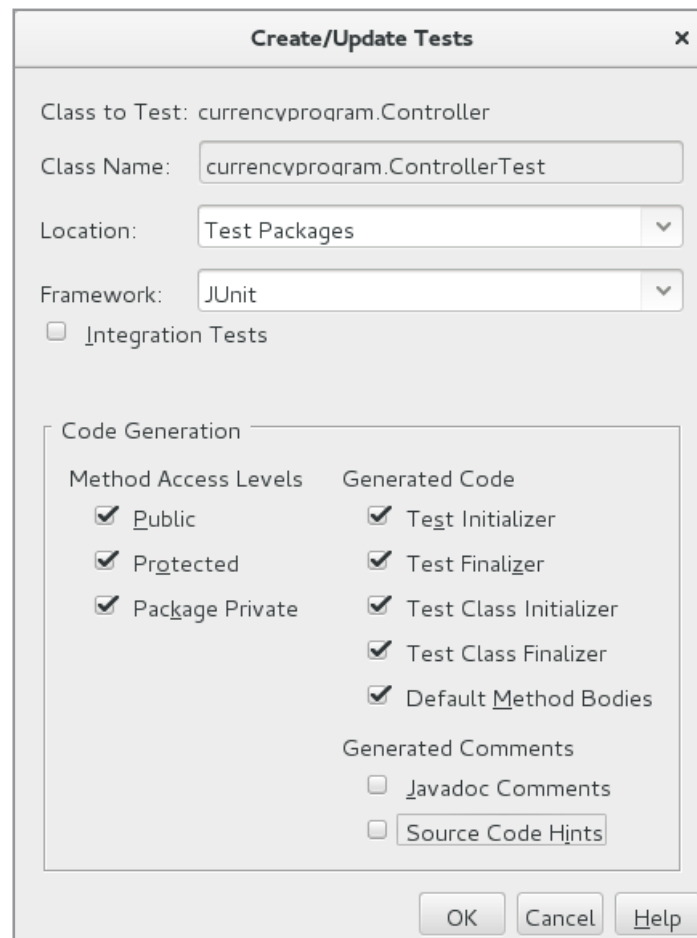 Create/Update Tests ×
Class to Test: currencyprogram.Controller
Class Name: currencyprogram.ControllerTest
Location: Test Packages
Framework: JUnit
Integration Tests
Code Generation
Method Access Levels
Public
Protected
Package Private
Generated Code
Test Initializer
Test Finalizer
Test Class Initializer
Test Class Finalizer
Default Method Bodies
Generated Comments
Javadoc Comments
Source Code Hints
OK Cancel Help